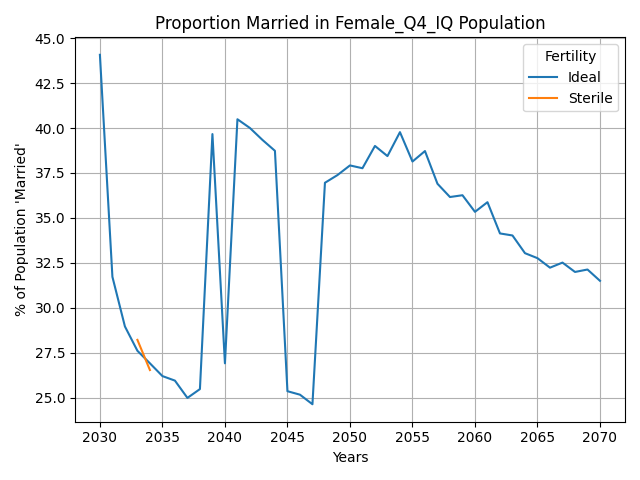 Proportion Married in Female_Q4_IQ Population
% of Population 'Married'
45.0
42.5
40.0
37.5
35.0
32.5
30.0
27.5
25.0
Fertility
Ideal
Sterile
2030 2035 2040 2045 2050 2055 2060 2065 2070
Years